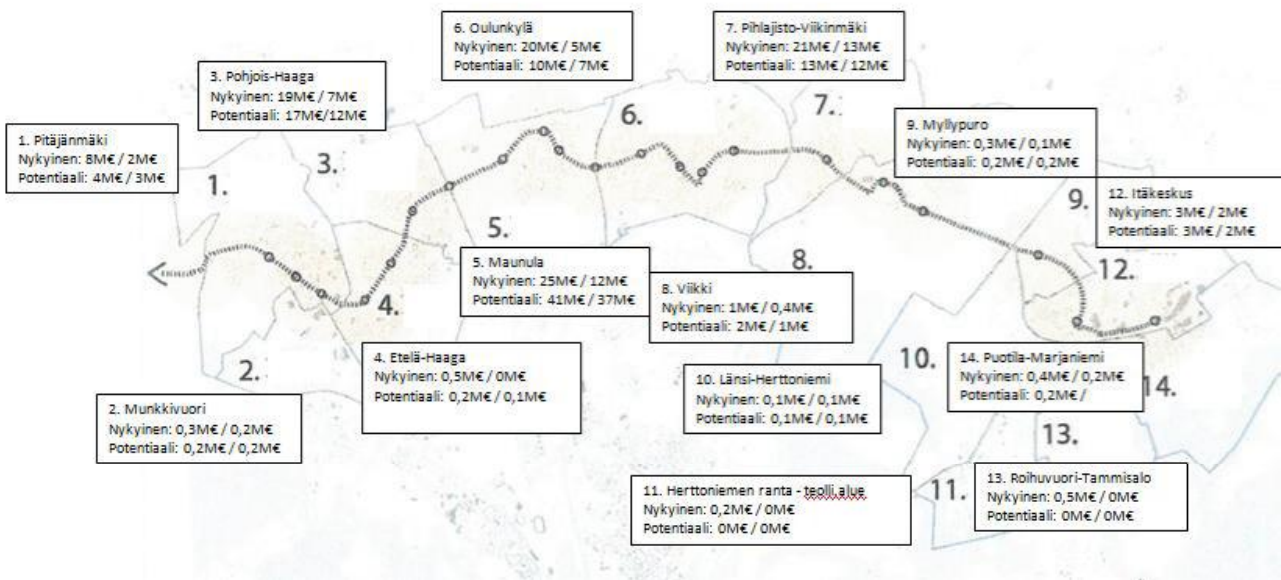 6. Oulunkylä
Nykyinen: 20M€ / 5M€
Potentiaali: 10M€ / 7M€
7. Pihlajisto-Viikinmäki
Nykyinen: 21M€ / 13M€
Potentiaali: 13M€ / 12M€
3. Pohjois-Haaga
Nykyinen: 19M€ / 7M€
Potentiaali: 17M€/12M€
1. Pitäjänmäki
Nykyinen: 8M€ / 2M€
Potentiaali: 4M€ / 3M€
9. Myllypuro
Nykyinen: 0,3M€ / 0,1M€
Potentiaali: 0,2M€ / 0,2M€
12. Itäkeskus
Nykyinen: 3M€ / 2M€
Potentiaali: 3M€ / 2M€
5. Maunula
Nykyinen: 25M€ / 12M€
Potentiaali: 41M€ / 37M€
8. Viikki
Nykyinen: 1M€ / 0,4M€
Potentiaali: 2M€ / 1M€
4. Etelä-Haaga
Nykyinen: 0,5M€ / 0M€
Potentiaali: 0,2M€ / 0,1M€
10. Länsi-Herttoniemi
Nykyinen: 0,1M€ / 0,1M€
Potentiaali: 0,1M€ / 0,1M€
14. Puotila-Marjaniemi
Nykyinen: 0,4M€ / 0,2M€
Potentiaali: 0,2M€ /
2. Munkkivuori
Nykyinen: 0,3M€ / 0,2M€
Potentiaali: 0,2M€ / 0,2M€
11. Herttoniemen ranta - teolli.alue
Nykyinen: 0,2M€ / 0M€
Potentiaali: 0M€ / 0M€
13. Roihuvuori-Tammisalo
Nykyinen: 0,5M€ / 0M€
Potentiaali: 0M€ / 0M€
1.
2.
3.
4.
5.
6.
7.
8.
9.
10.
11.
12.
13.
14.